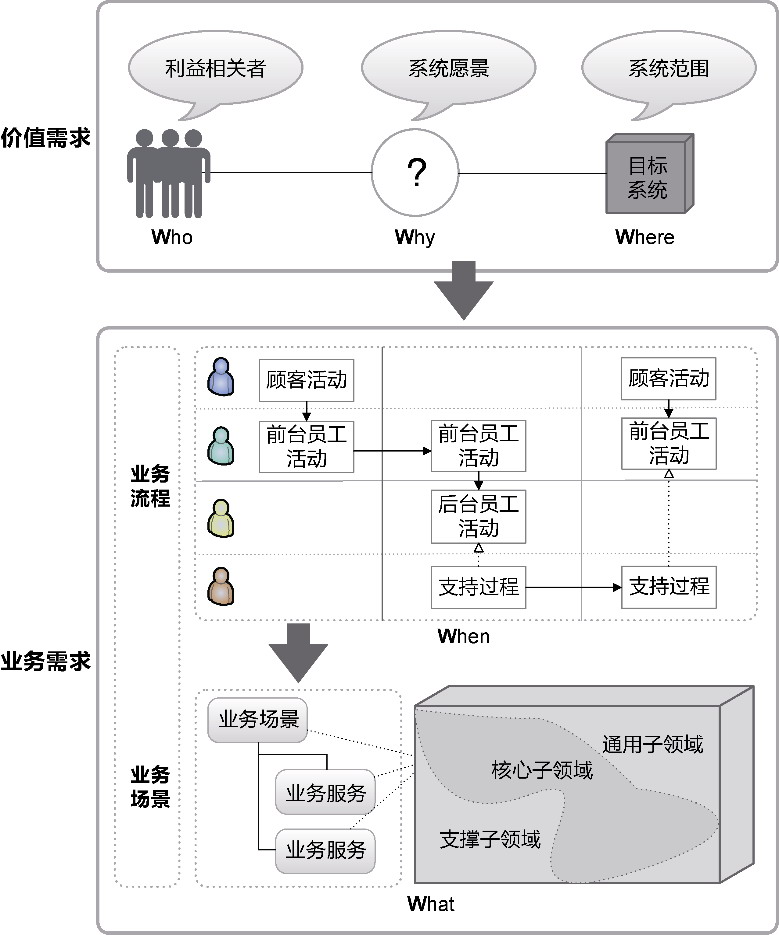 利益相关者
系统愿景
系统范围
价值需求
?
目标
系统
Who
Why
Where
顾客活动
顾客活动
前台员工
活动
前台员工
活动
前台员工
活动
业务
流程
后台员工
活动
支持过程
支持过程
When
业务需求
业务场景
业务服务
业务服务
业务
场景
通用子领域
核心子领域
支撑子领域
What